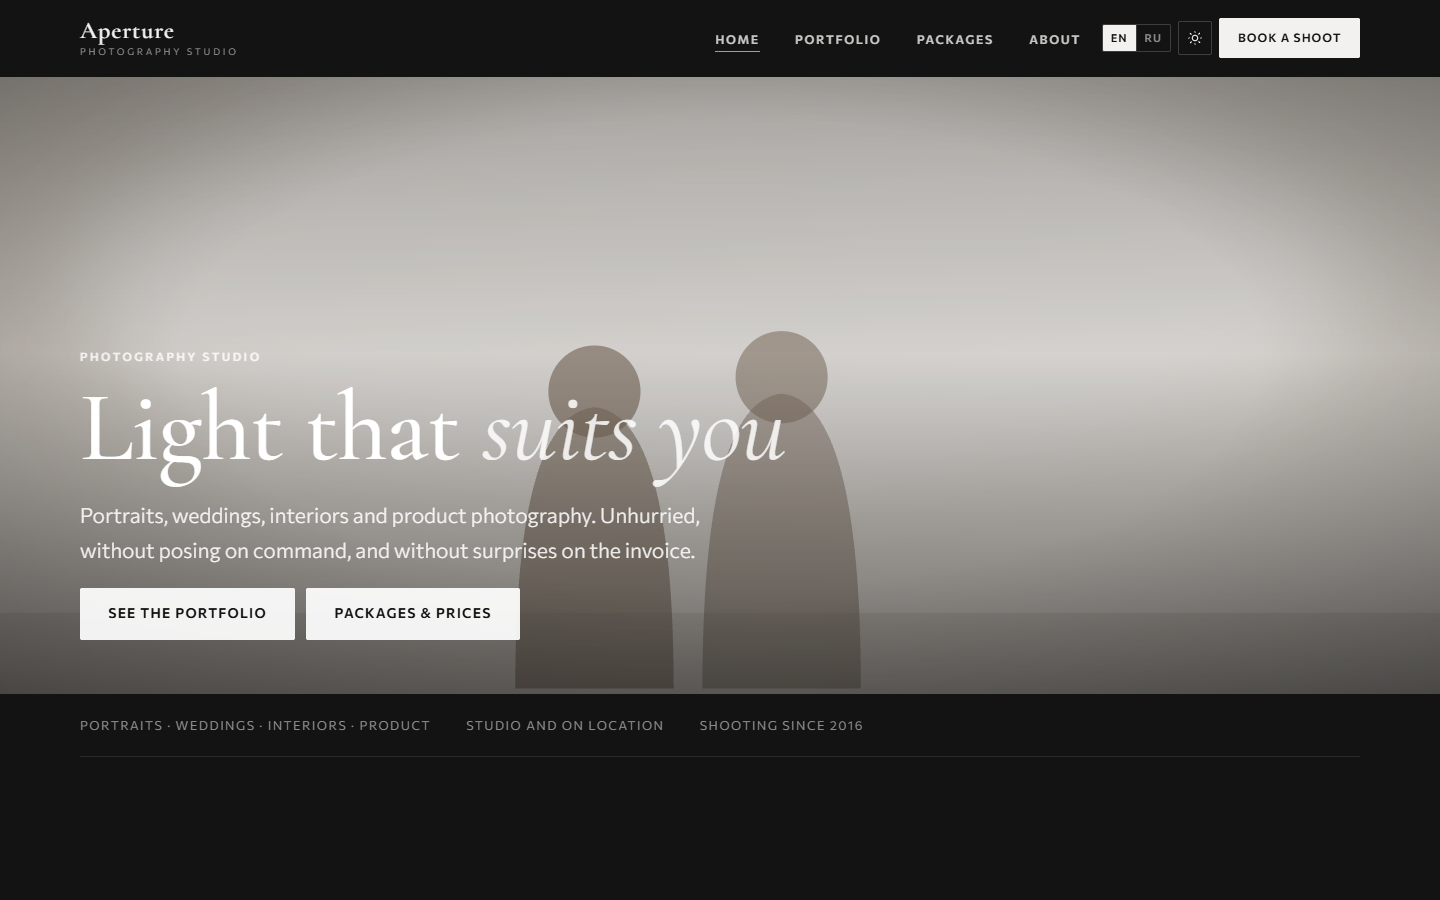 Aperture
PHOTOGRAPHY STUDIO
HOME
PORTFOLIO
PACKAGES
ABOUT
EN
RU
BOOK A SHOOT
PHOTOGRAPHY STUDIO
Light that suits you
Portraits, weddings, interiors and product photography. Unhurried,
without posing on command, and without surprises on the invoice.
SEE THE PORTFOLIO
PACKAGES & PRICES
PORTRAITS · WEDDINGS · INTERIORS · PRODUCT
STUDIO AND ON LOCATION
SHOOTING SINCE 2016